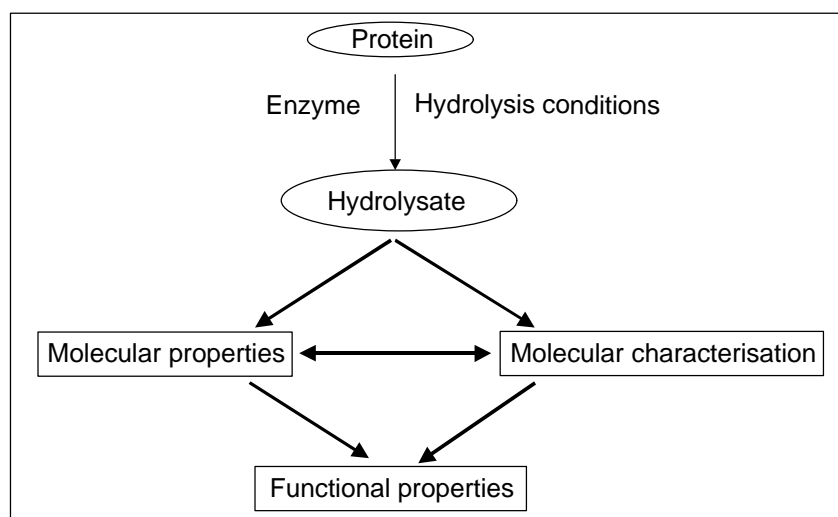 Protein
Enzyme Hydrolysis conditions
Hydrolysate
Molecular properties Molecular characterisation
Functional properties